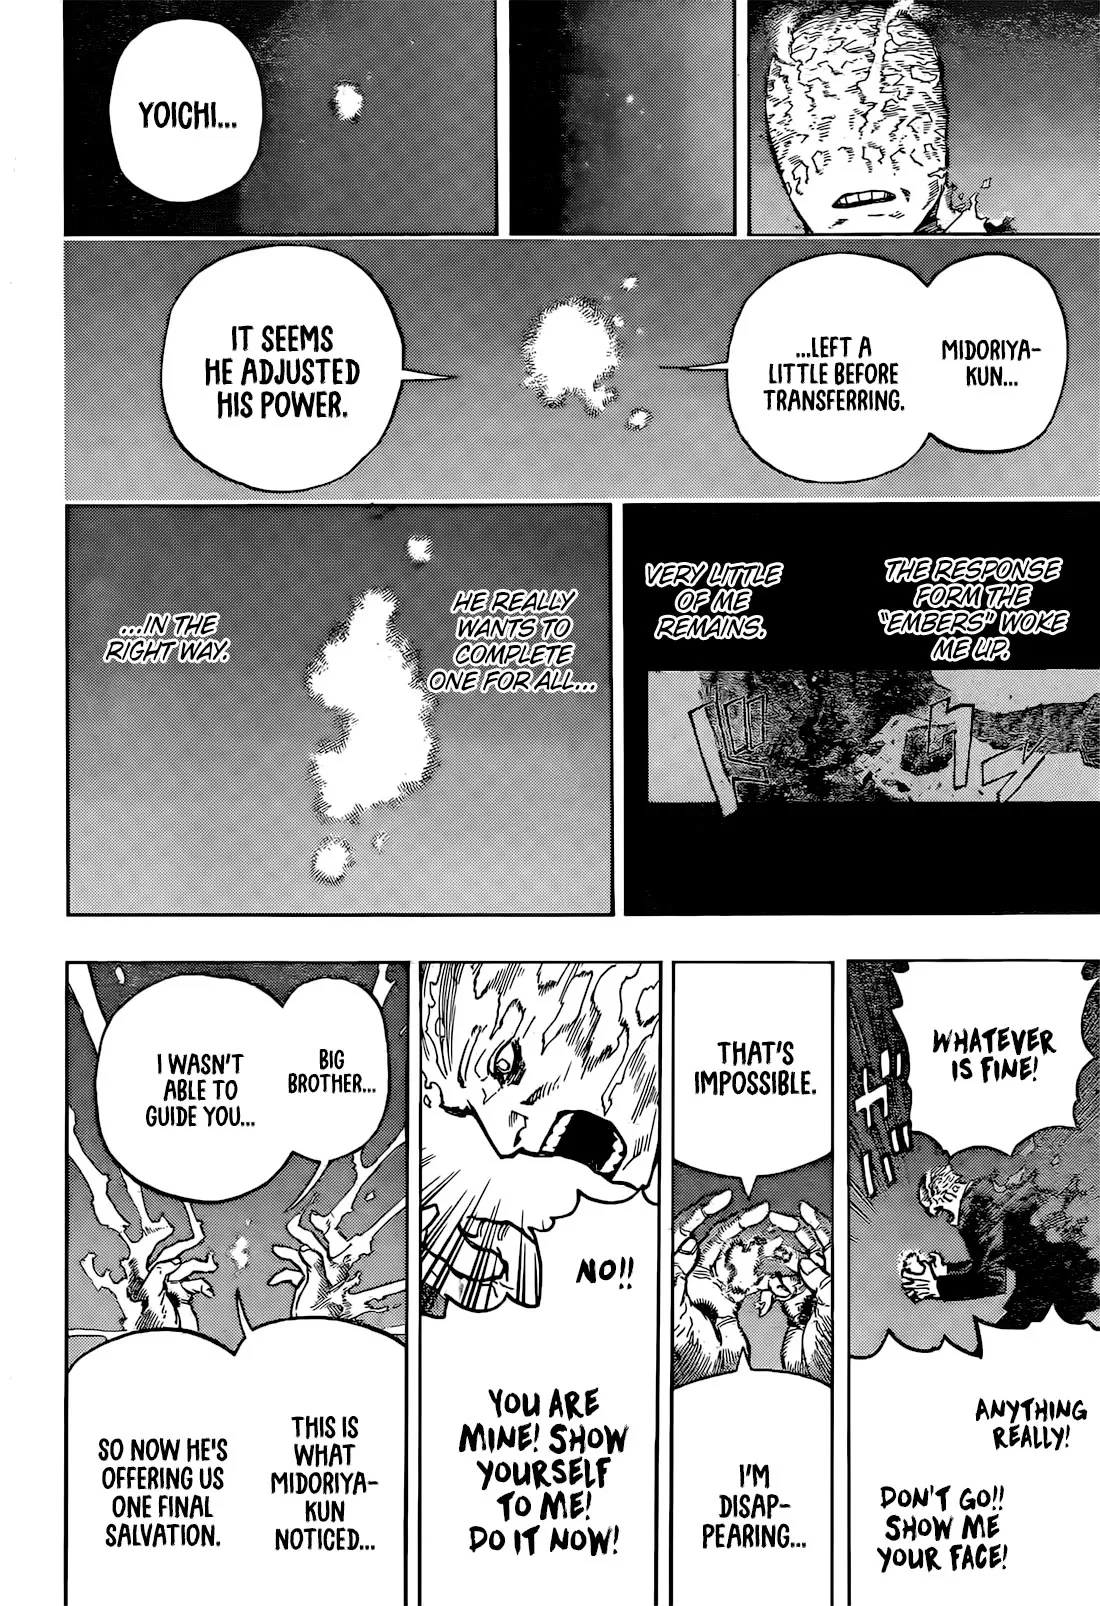 YOICHI...
MIDORIYA-
KUN...
...LEFT A
LITTLE BEFORE
TRANSFERRING.
IT SEEMS
HE ADJUSTED
HIS POWER.
THE RESPONSE
FORM THE
"EMBERS" WOKE
ME UP.
VERY LITTLE
OF ME
REMAINS.
HE REALLY
WANTS TO
COMPLETE
ONE FOR ALL...
...IN THE
RIGHT WAY.
WHATEVER
IS FINE!
ANYTHING
REALLY!
DON'T GO!!
SHOW ME
YOUR FACE!
THAT'S
IMPOSSIBLE.
I'M
DISAP-
PEARING...
NO!!
YOU ARE
MINE! SHOW
YOURSELF
TO ME!
DO IT NOW!
BIG
BROTHER...
I WASN'T
ABLE TO
GUIDE YOU...
THIS IS
WHAT
MIDORIYA-
KUN
NOTICED...
SO NOW HE'S
OFFERING US
ONE FINAL
SALVATION.